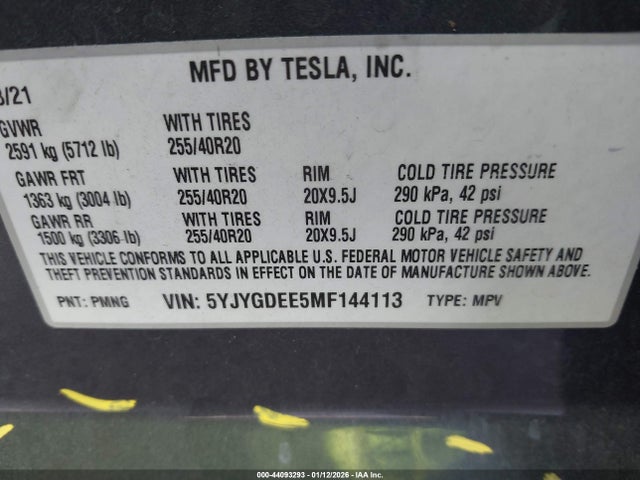 MFD BY TESLA, INC.
/21
GVWR WITH TIRES
2591 kg (5712 lb) 255/40R20
GAWR FRT WITH TIRES RIM COLD TIRE PRESSURE
1363 kg (3004 lb) 255/40R20 20X9.5J 290 kPa, 42 psi
GAWR RR WITH TIRES RIM COLD TIRE PRESSURE
1500 kg (3306 lb) 255/40R20 20X9.5J 290 kPa, 42 psi
THIS VEHICLE CONFORMS TO ALL APPLICABLE U.S. FEDERAL MOTOR VEHICLE SAFETY AND
THEFT PREVENTION STANDARDS IN EFFECT ON THE DATE OF MANUFACTURE SHOWN ABOVE.
PNT: PMNG VIN: 5YJYGDEE5MF144113 TYPE: MPV
000-44093293 - 01/12/2026 - IAA Inc.